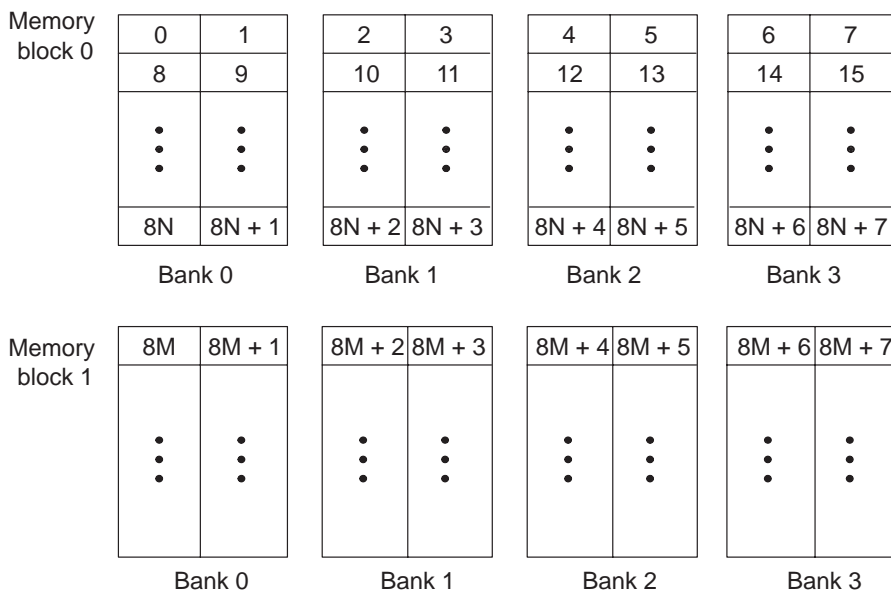 Memory block 0
0 1 2 3 4 5 6 7
8 9 10 11 12 13 14 15
8N 8N + 1 8N + 2 8N + 3 8N + 4 8N + 5 8N + 6 8N + 7
Bank 0 Bank 1 Bank 2 Bank 3
Memory block 1
8M 8M + 1 8M + 2 8M + 3 8M + 4 8M + 5 8M + 6 8M + 7
Bank 0 Bank 1 Bank 2 Bank 3